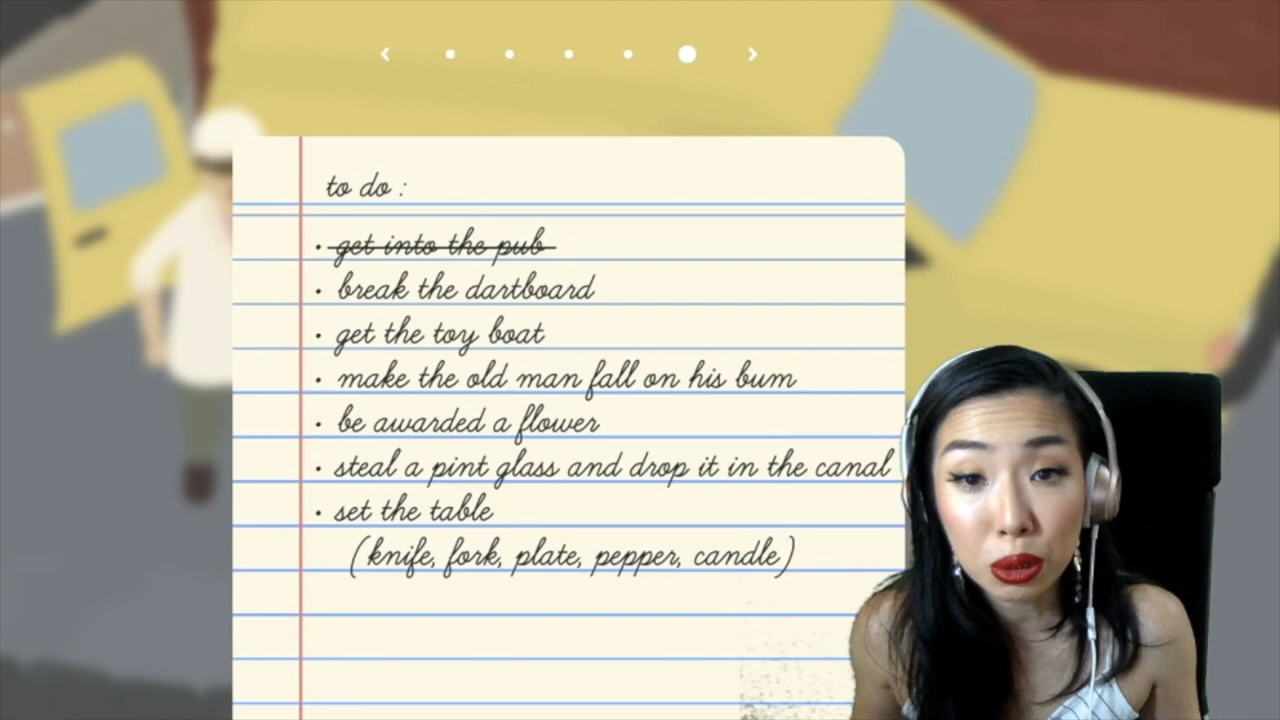 to do :
• get into the pub
• break the dartboard
• get the toy boat
• make the old man fall on his bum
• be awarded a flower
• steal a pint glass and drop it in the canal
• set the table
(knife, fork, plate, pepper, candle)